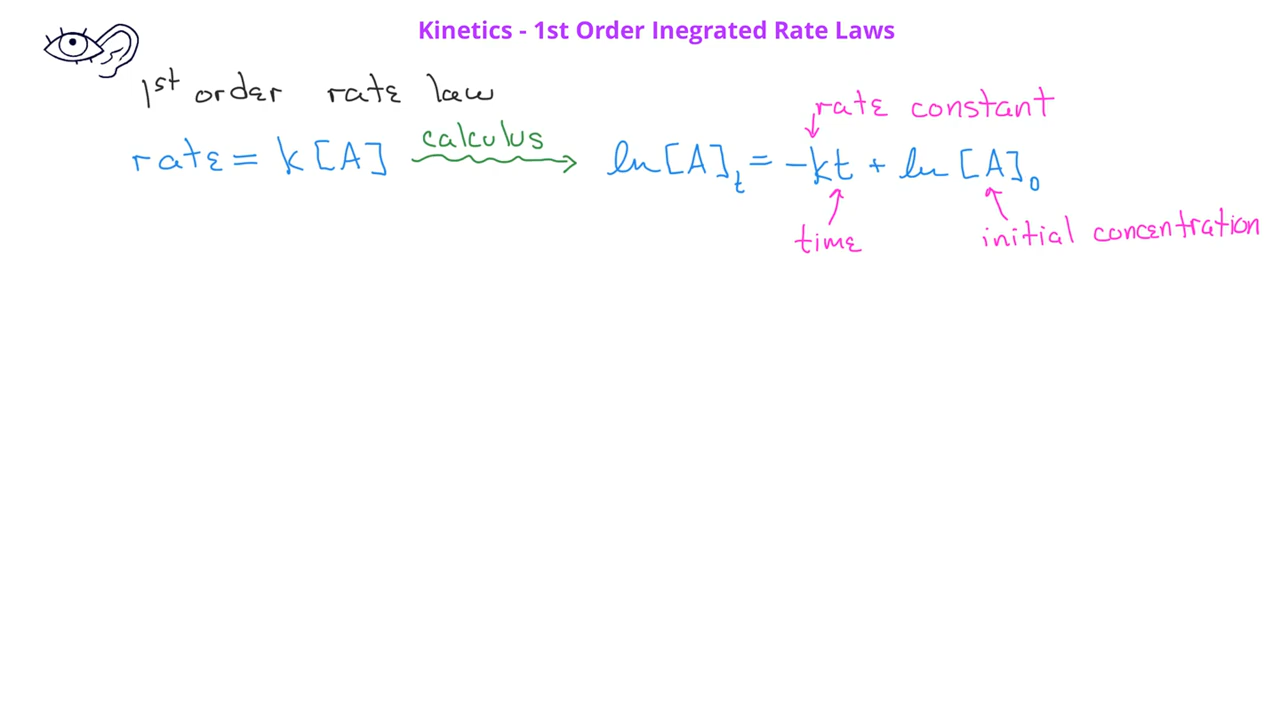 Kinetics - 1st Order Inegrated Rate Laws
1st order rate law
rate constant
rate = k[A] calculus ln[A]t = -kt + ln[A]0
time
initial concentration